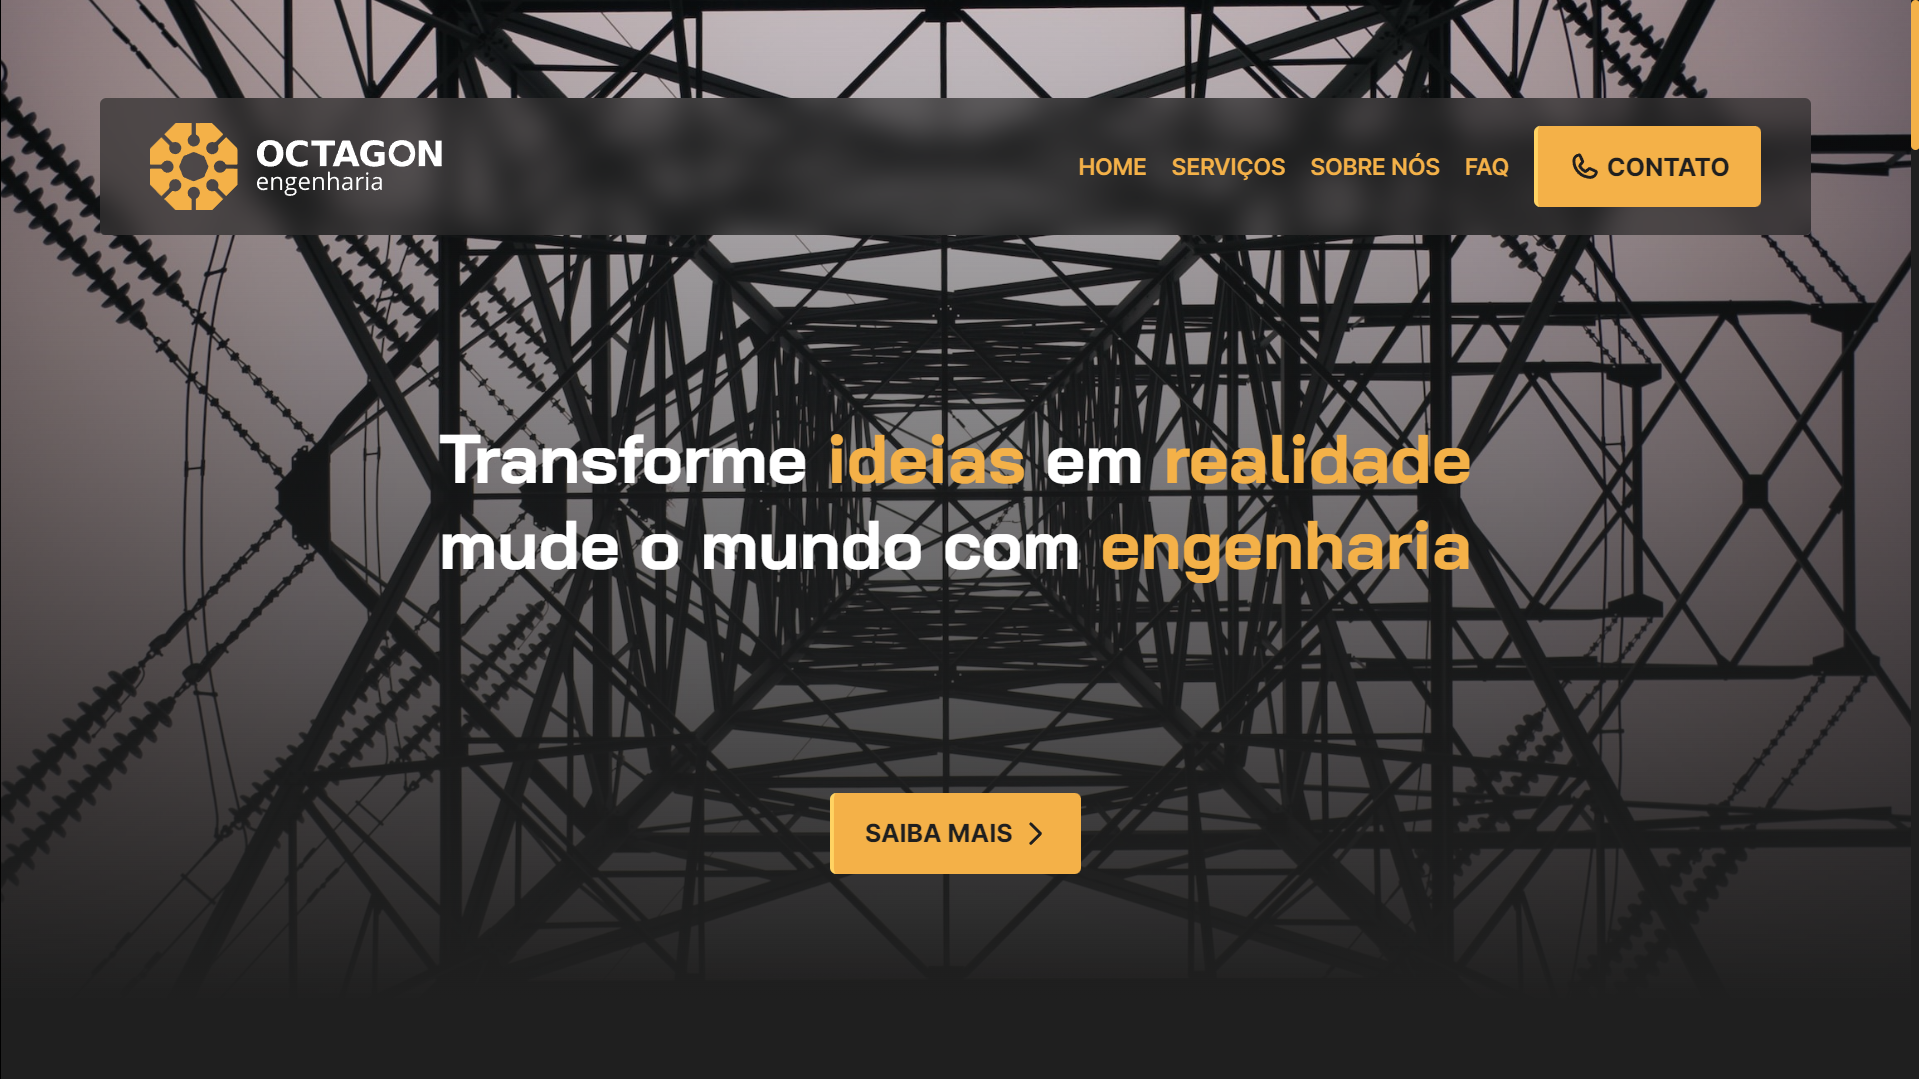 OCTAGON
engenharia
HOME SERVIÇOS SOBRE NÓS FAQ CONTATO
Transforme ideias em realidade
mude o mundo com engenharia
SAIBA MAIS